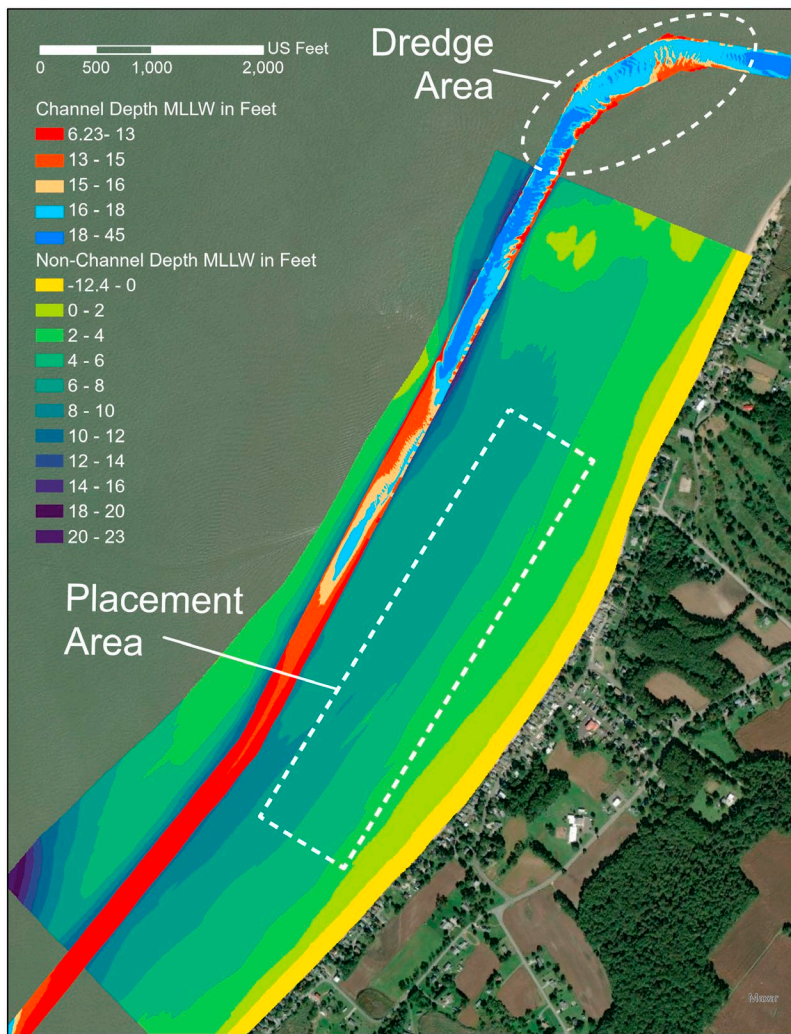 US Feet
0 500 1,000 2,000
Channel Depth MLLW in Feet
6.23- 13
13 - 15
15 - 16
16 - 18
18 - 45
Non-Channel Depth MLLW in Feet
-12.4 - 0
0 - 2
2 - 4
4 - 6
6 - 8
8 - 10
10 - 12
12 - 14
14 - 16
18 - 20
20 - 23
Dredge
Area
Placement
Area
Maxar